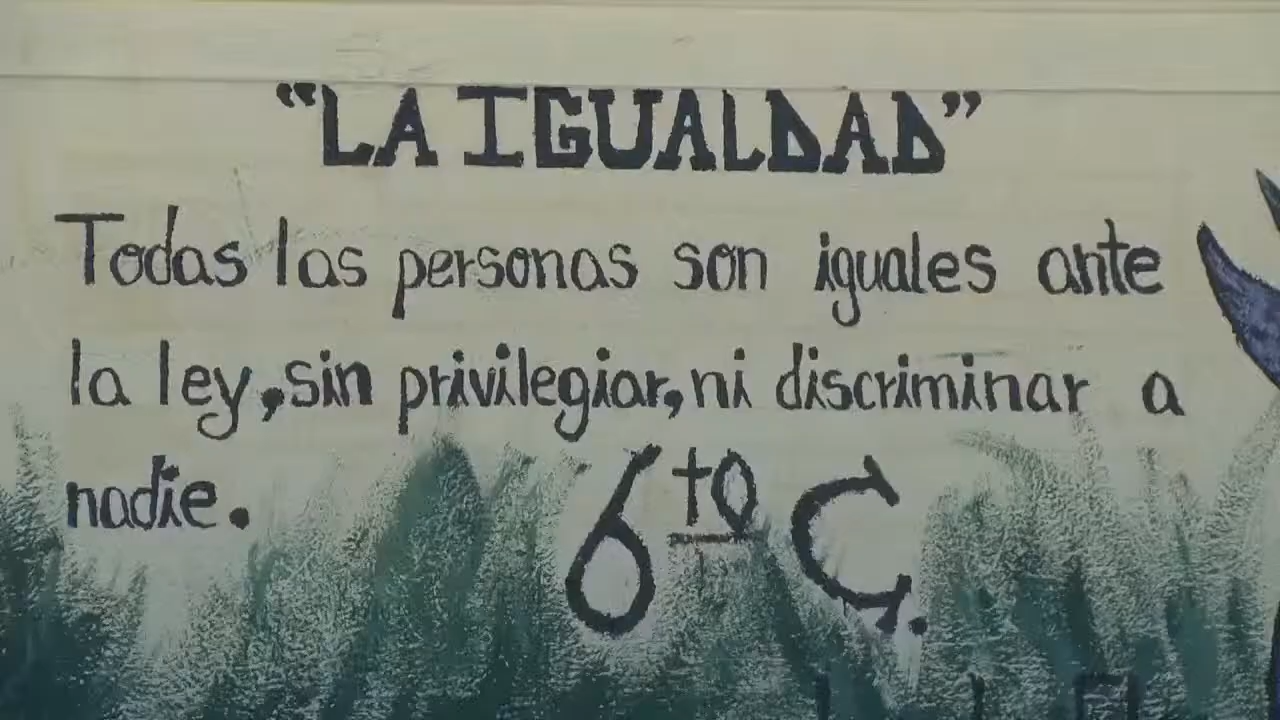 “LA IGUALDAD”
Todas las personas son iguales ante
la ley, sin privilegiar, ni discriminar a
nadie.
6to C.